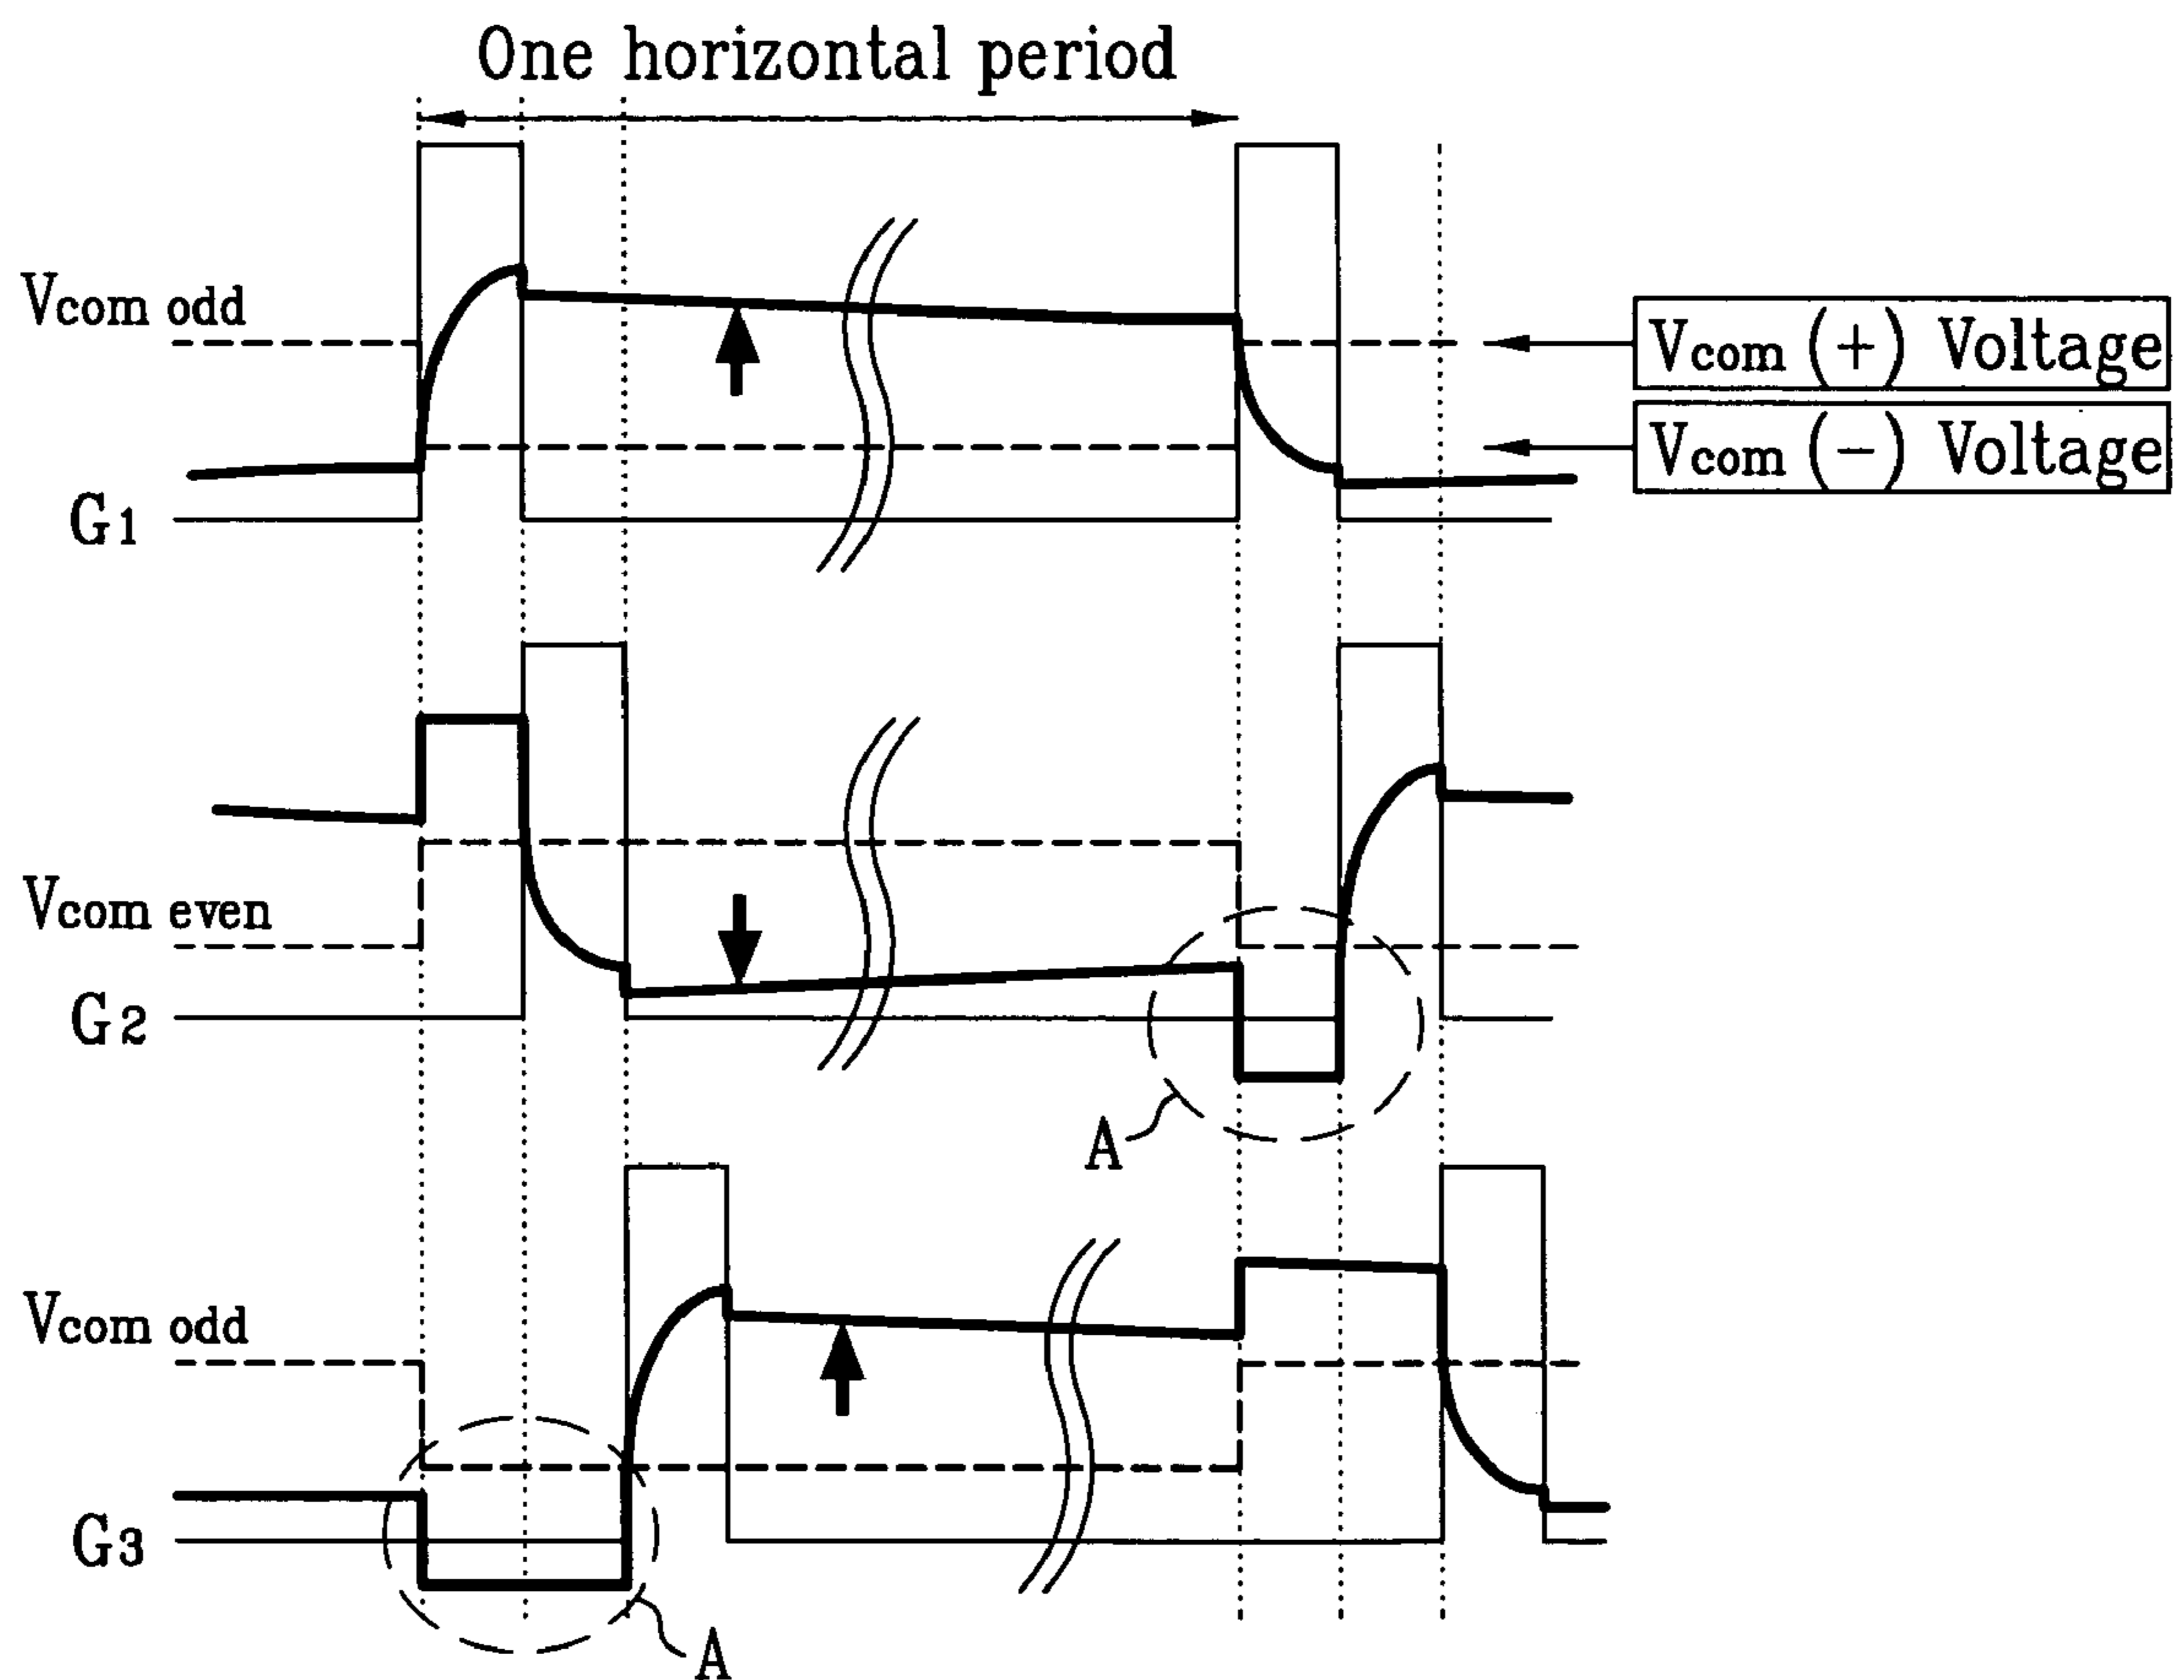 One horizontal period
Vcom odd
Vcom (+) Voltage
Vcom (-) Voltage
G1
Vcom even
G2
A
Vcom odd
G3
A